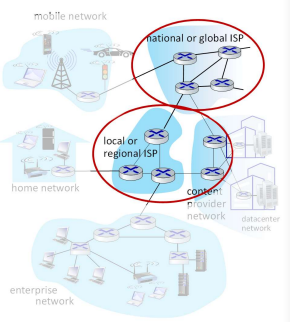 mobile network
national or global ISP
local or
regional ISP
home network
content
provider
network
datacenter
network
enterprise
network